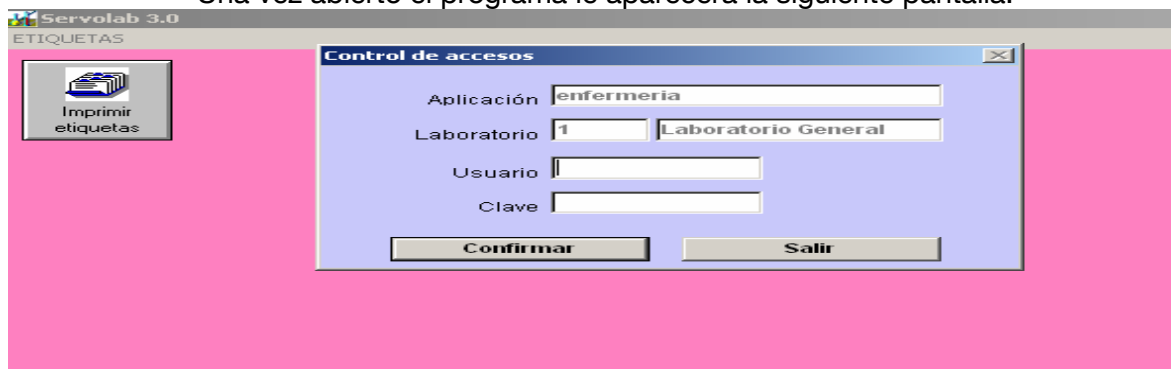 Una vez abierto el programa le aparecerá la siguiente pantalla.
Servolab 3.0
ETIQUETAS
Imprimir
etiquetas
Control de accesos
Aplicación enfermeria
Laboratorio 1 Laboratorio General
Usuario
Clave
Confirmar Salir